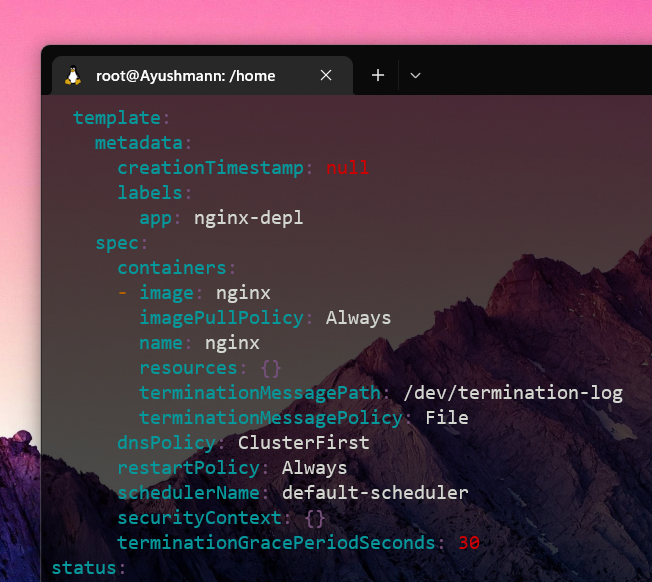 root@Ayushmann: /home
template:
metadata:
creationTimestamp: null
labels:
app: nginx-depl
spec:
containers:
- image: nginx
imagePullPolicy: Always
name: nginx
resources: {}
terminationMessagePath: /dev/termination-log
terminationMessagePolicy: File
dnsPolicy: ClusterFirst
restartPolicy: Always
schedulerName: default-scheduler
securityContext: {}
terminationGracePeriodSeconds: 30
status: